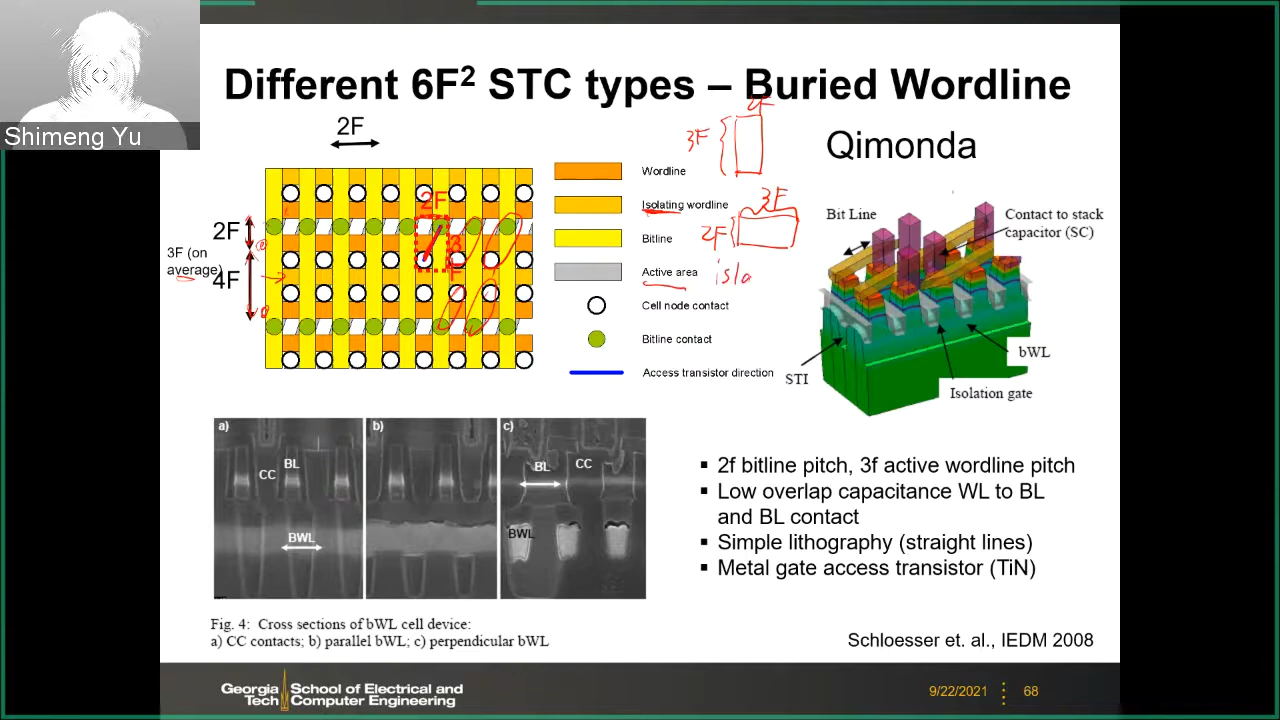 Shimeng Yu
Different 6F² STC types – Buried Wordline
Qimonda
2F
2F
3F (on
average)
4F
2F
3
F
Wordline
Isolating wordline
Bitline
Active area
Cell node contact
Bitline contact
Access transistor direction
2F
3F
3F
2F
isla
Bit Line
Contact to stack
capacitor (SC)
STI
bWL
Isolation gate
a)
CC
BL
BWL
b)
c)
BL
CC
BWL
Fig. 4: Cross sections of bWL cell device:
a) CC contacts; b) parallel bWL; c) perpendicular bWL
▪ 2f bitline pitch, 3f active wordline pitch
▪ Low overlap capacitance WL to BL
and BL contact
▪ Simple lithography (straight lines)
▪ Metal gate access transistor (TiN)
Schloesser et. al., IEDM 2008
Georgia
Tech
School of Electrical and
Computer Engineering
9/22/2021
68